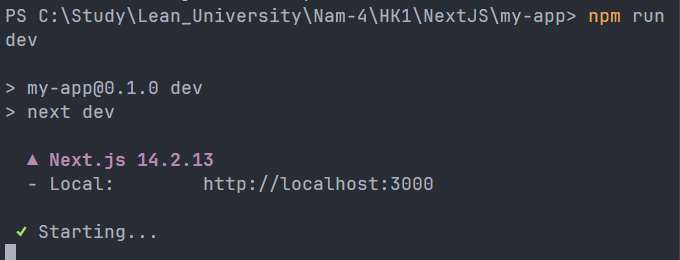 PS C:\Study\Lean_University\Nam-4\HK1\NextJS\my-app> npm run
dev
> my-app@0.1.0 dev
> next dev
▲ Next.js 14.2.13
- Local: http://localhost:3000
✓ Starting...